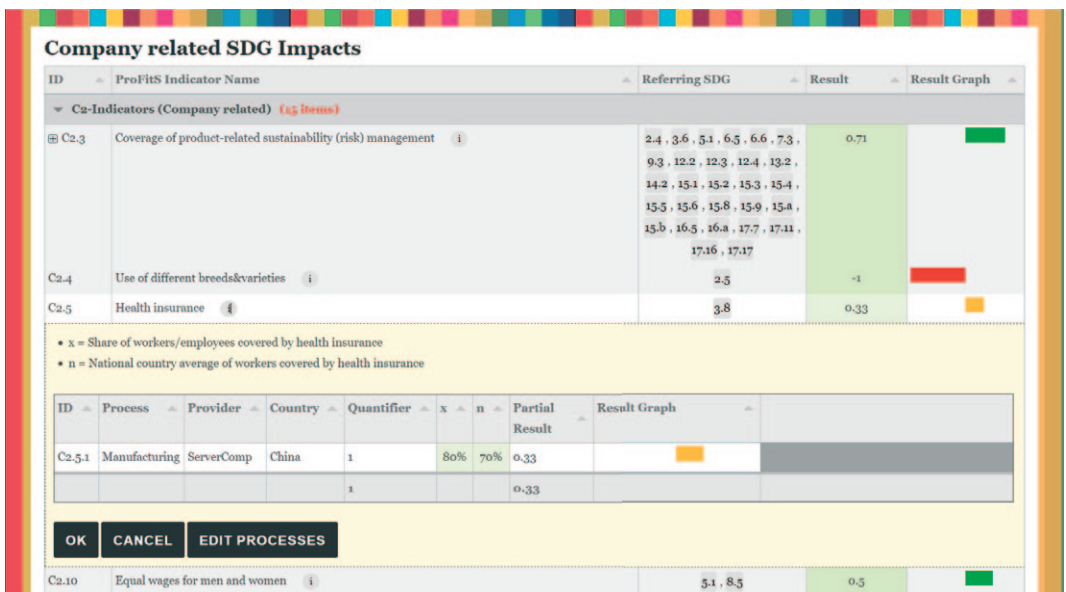 Company related SDG Impacts
ID ProFitS Indicator Name Referring SDG Result Result Graph
C2-Indicators (Company related) (15 items)
C2.3 Coverage of product-related sustainability (risk) management i 2.4 , 3.6 , 5.1 , 6.5 , 6.6 , 7.3 , 0.71
9.3 , 12.2 , 12.3 , 12.4 , 13.2 ,
14.2 , 15.1 , 15.2 , 15.3 , 15.4 ,
15.5 , 15.6 , 15.8 , 15.9 , 15.a ,
15.b , 16.5 , 16.a , 17.7 , 17.11 ,
17.16 , 17.17
C2.4 Use of different breeds&varieties i 2.5 -1
C2.5 Health insurance i 3.8 0.33
• x = Share of workers/employees covered by health insurance
• n = National country average of workers covered by health insurance
ID Process Provider Country Quantifier x n Partial Result Graph
Result
C2.5.1 Manufacturing ServerComp China 1 80% 70% 0.33
1 0.33
OK CANCEL EDIT PROCESSES
C2.10 Equal wages for men and women i 5.1 , 8.5 0.5